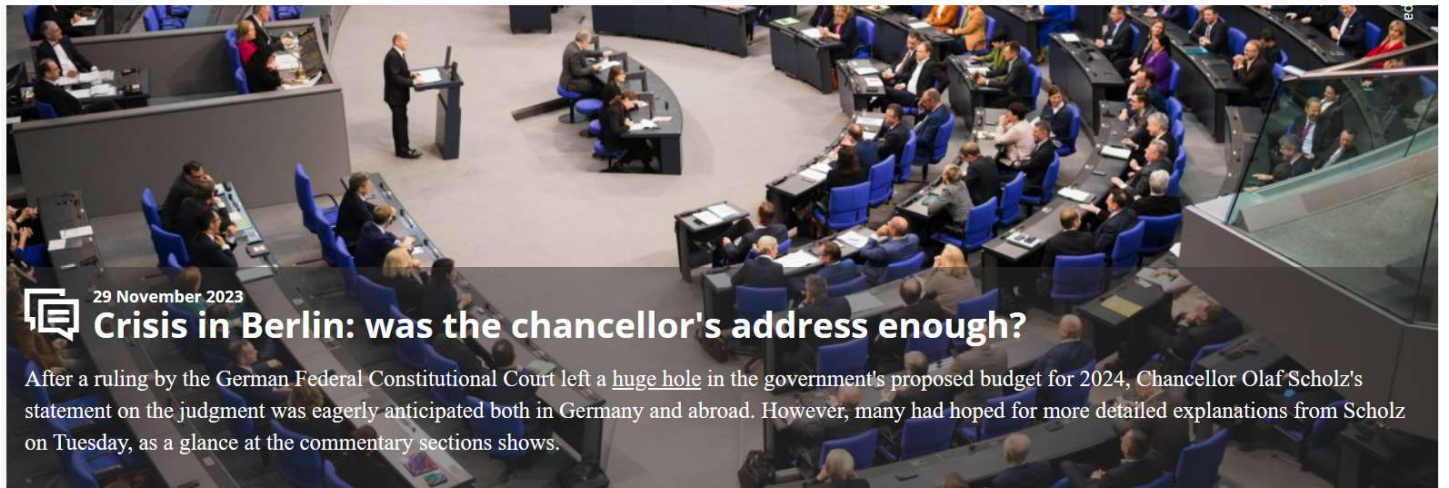 pa
29 November 2023
Crisis in Berlin: was the chancellor's address enough?
After a ruling by the German Federal Constitutional Court left a huge hole in the government's proposed budget for 2024, Chancellor Olaf Scholz's
statement on the judgment was eagerly anticipated both in Germany and abroad. However, many had hoped for more detailed explanations from Scholz
on Tuesday, as a glance at the commentary sections shows.